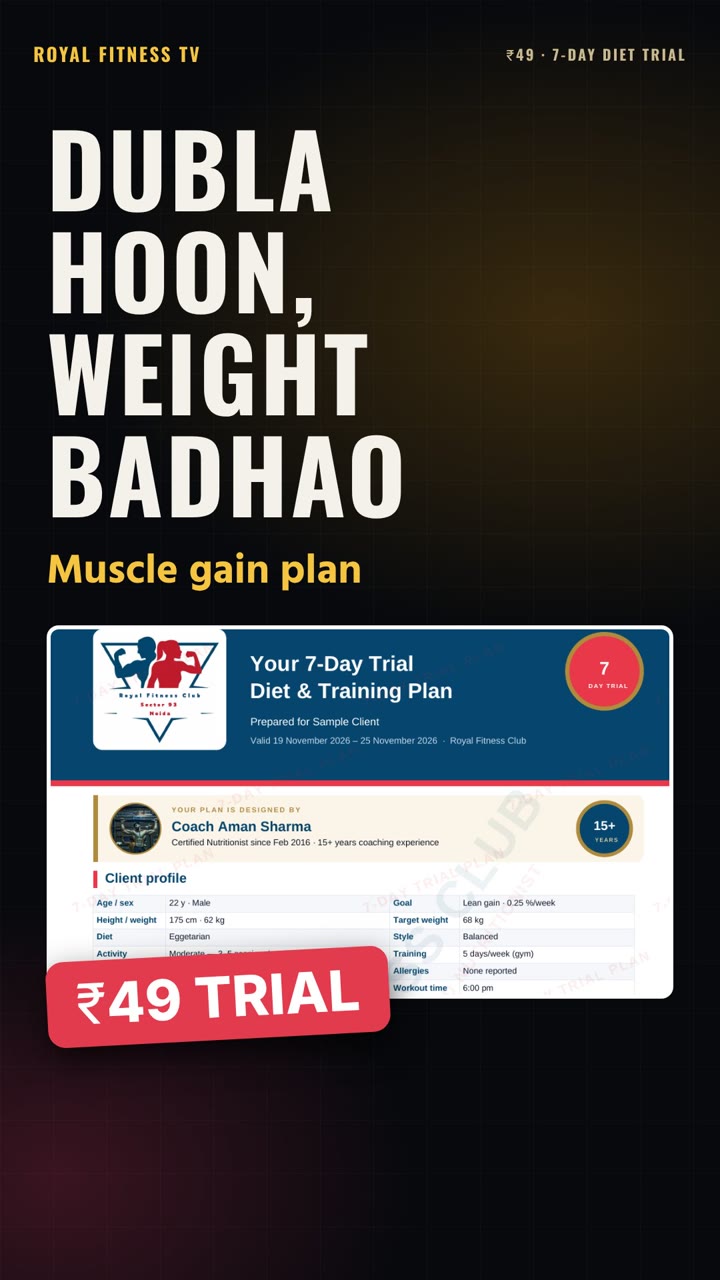 ROYAL FITNESS TV
₹49 · 7-DAY DIET TRIAL
DUBLA
HOON,
WEIGHT
BADHAO
Muscle gain plan
Royal Fitness Club
Sector 93
Noida
Your 7-Day Trial
Diet & Training Plan
Prepared for Sample Client
Valid 19 November 2026 – 25 November 2026 · Royal Fitness Club
7
DAY TRIAL
YOUR PLAN IS DESIGNED BY
Coach Aman Sharma
Certified Nutritionist since Feb 2016 · 15+ years coaching experience
15+
YEARS
Client profile
Age / sex 22 y · Male Goal Lean gain · 0.25 %/week
Height / weight 175 cm · 62 kg Target weight 68 kg
Diet Eggetarian Style Balanced
Activity Moderate Training 5 days/week (gym)
Allergies None reported
Workout time 6:00 pm
₹49 TRIAL